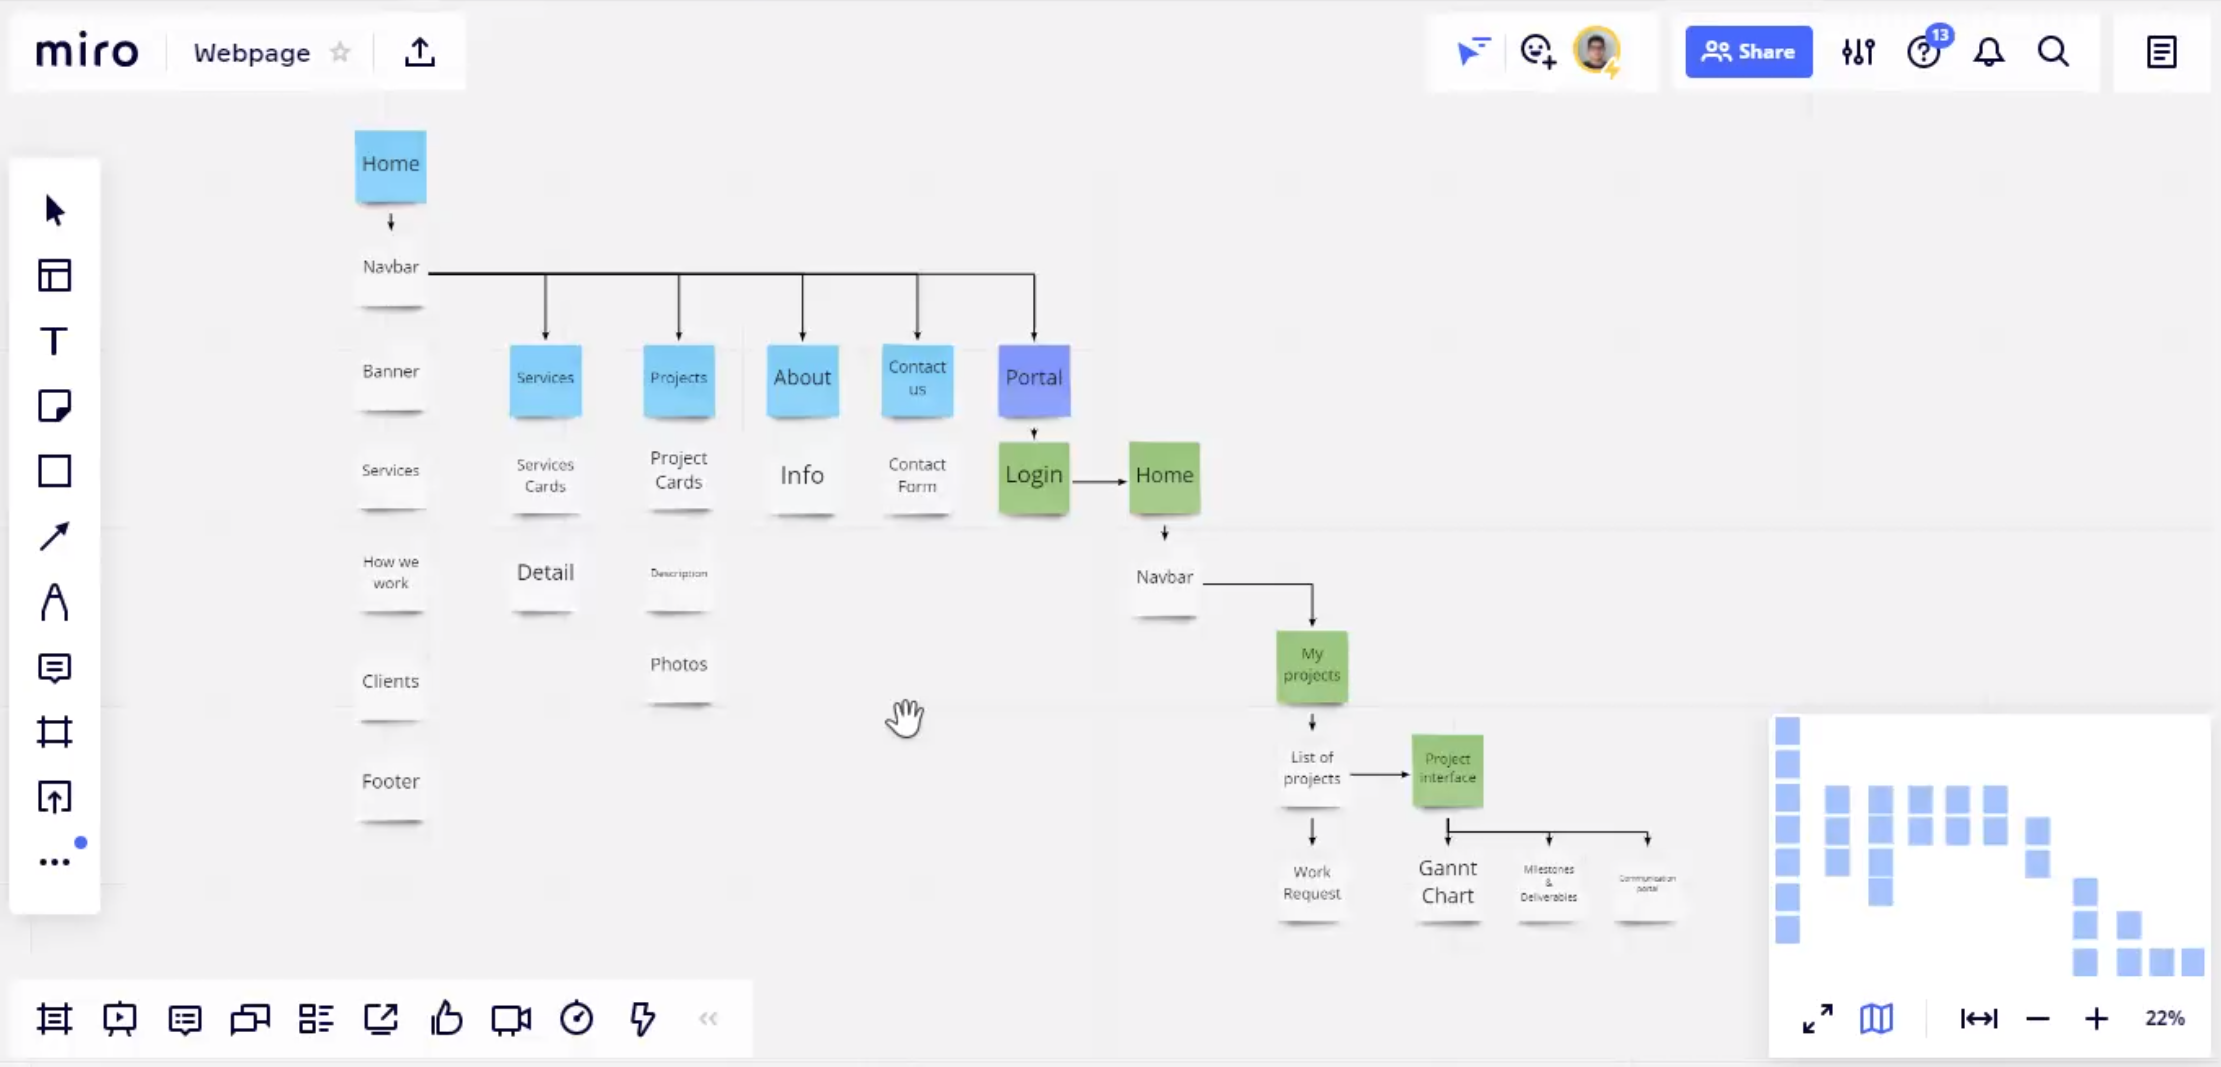 miro
Webpage
Share
13
Home
Navbar
Banner
Services
How we
work
Clients
Footer
Services
Services
Cards
Detail
Projects
Project
Cards
Description
Photos
About
Info
Contact
us
Contact
Form
Portal
Login
Home
Navbar
My
projects
List of
projects
Work
Request
Project
interface
Gannt
Chart
Milestones
&
Deliverables
Communication
portal
22%